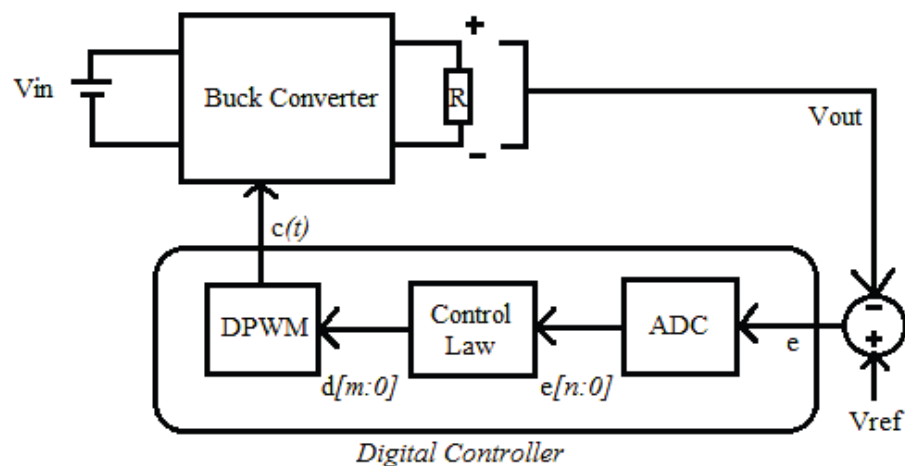 +
Vin
Buck Converter
R
-
Vout
c(t)
DPWM
Control
Law
ADC
-
+
e
d[m:0]
e[n:0]
Vref
Digital Controller